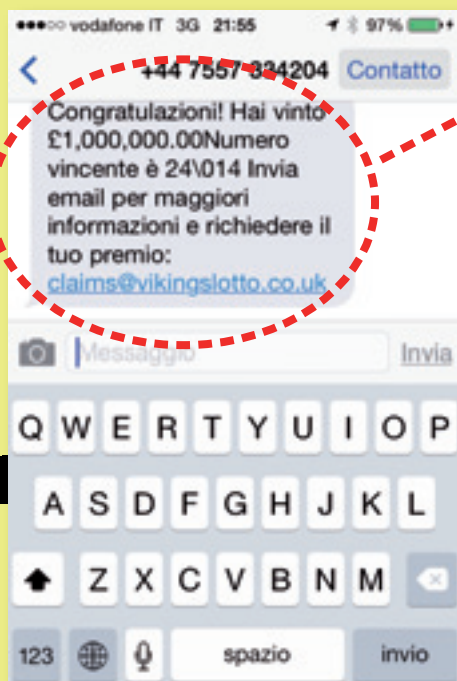 vodafone IT 3G 21:55 97%
+44 7557 334204 Contatto
Congratulazioni! Hai vinto
£1,000,000.00Numero
vincente è 24\014 Invia
email per maggiori
informazioni e richiedere il
tuo premio:
claims@vikingslotto.co.uk
Messaggio Invia
Q W E R T Y U I O P
A S D F G H J K L
Z X C V B N M
123 spazio invio